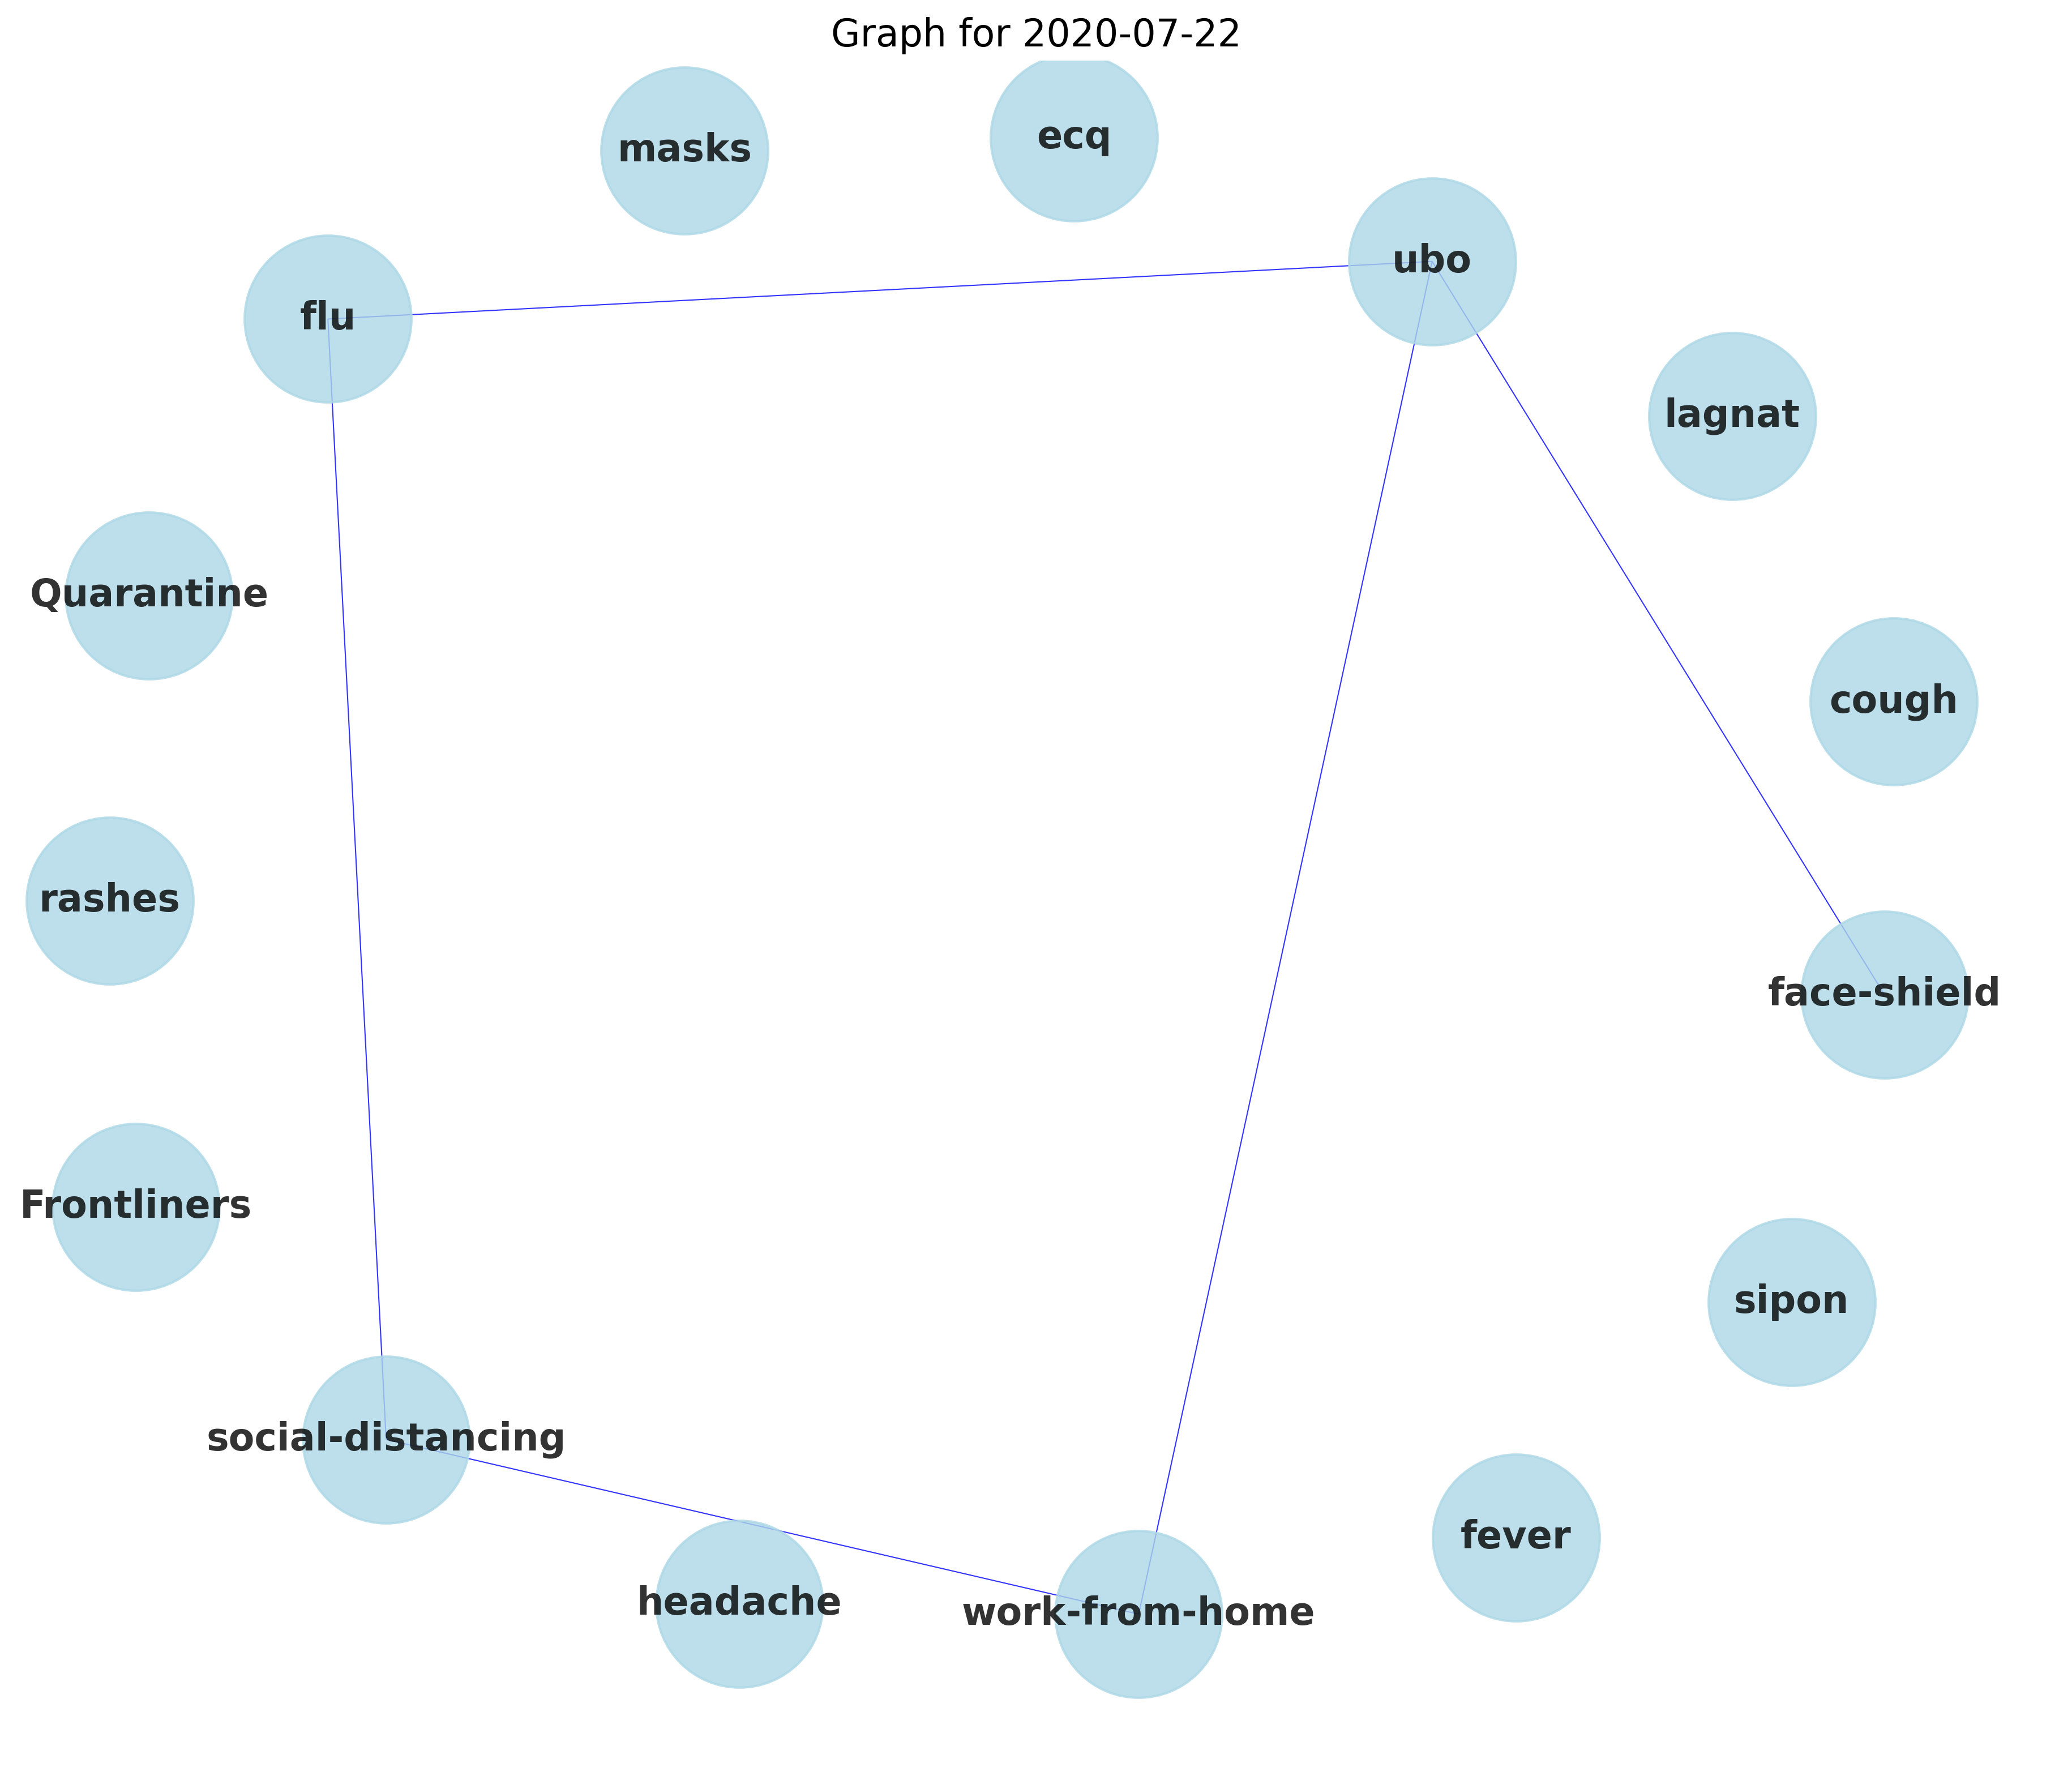 Graph for 2020-07-22
masks
ecq
ubo
flu
lagnat
Quarantine
cough
rashes
face-shield
Frontliners
sipon
social-distancing
fever
headache
work-from-home